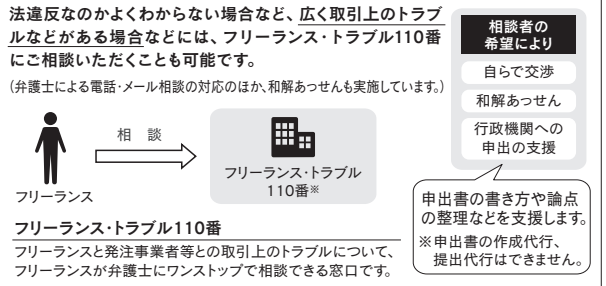 法違反なのかよくわからない場合など、広く取引上のトラブ
ルなどがある場合などには、フリーランス・トラブル110番
にご相談いただくことも可能です。
(弁護士による電話・メール相談の対応のほか、和解あっせんも実施しています。)
相　談
フリーランス
フリーランス・トラブル
110番※
相談者の
希望により
自らで交渉
和解あっせん
行政機関への
申出の支援
申出書の書き方や論点
の整理などを支援します。
※申出書の作成代行、
提出代行はできません。
フリーランス・トラブル110番
フリーランスと発注事業者等との取引上のトラブルについて、
フリーランスが弁護士にワンストップで相談できる窓口です。